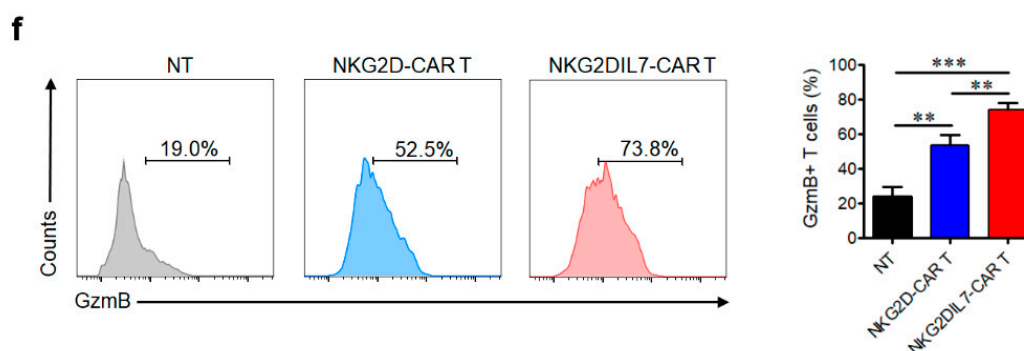 f
NT
NKG2D-CAR T
NKG2DIL7-CAR T
19.0%
52.5%
73.8%
Counts
GzmB
GzmB+ T cells (%)
100
80
60
40
20
0
***
**
**
NT
NKG2D-CAR T
NKG2DIL7-CAR T